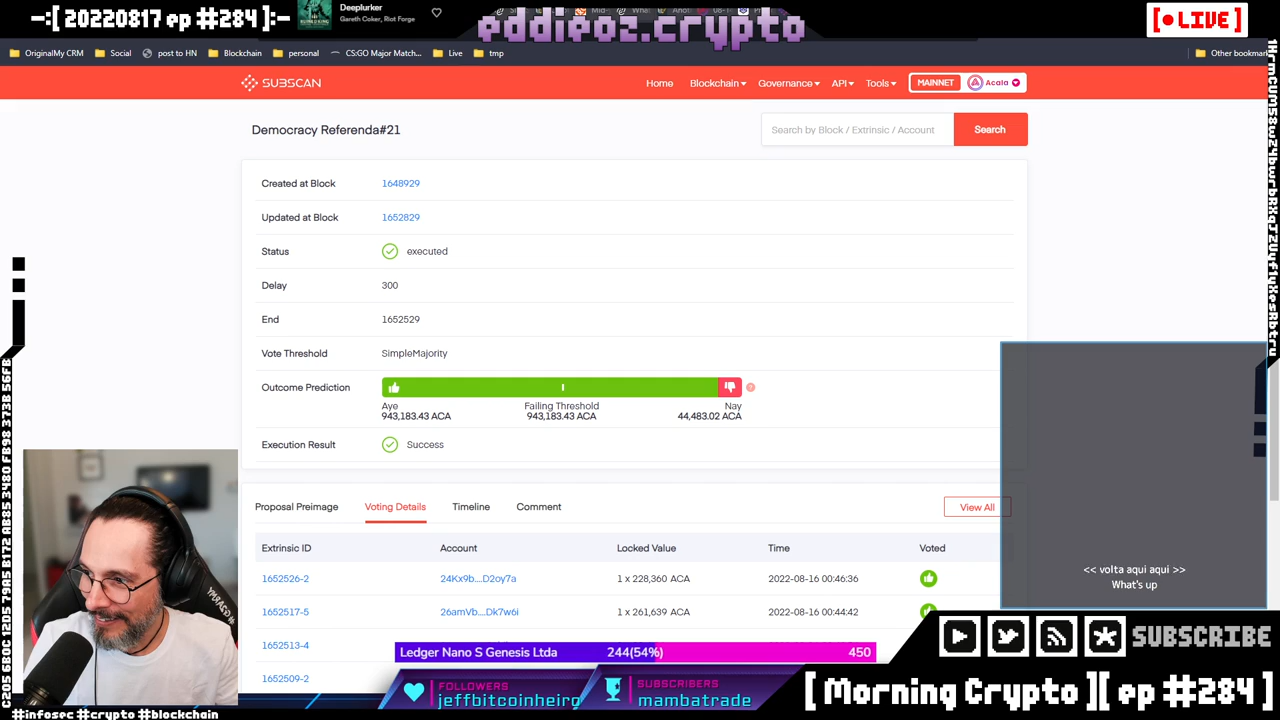 -:[ 20220817 ep #284 ]:-
Deeplurker
Gareth Coker, Riot Forge
eddieoz.crypto
[ LIVE ]
OriginalMy CRM
Social
post to HN
Blockchain
personal
CS:GO Major Match...
Live
tmp
Other bookmar
SUBSCAN
Home
Blockchain
Governance
API
Tools
MAINNET
Acala
Democracy Referenda#21
Search by Block / Extrinsic / Account
Search
Created at Block
1648929
Updated at Block
1652829
Status
executed
Delay
300
End
1652529
Vote Threshold
SimpleMajority
Outcome Prediction
Aye
Failing Threshold
Nay
943,183.43 ACA
943,183.43 ACA
44,483.02 ACA
Execution Result
Success
Proposal Preimage
Voting Details
Timeline
Comment
View All
Extrinsic ID
Account
Locked Value
Time
Voted
1652526-2
24Kx9b....D2oy7a
1 x 228,360 ACA
2022-08-16 00:46:36
1652517-5
26amVb....Dk7w6i
1 x 261,639 ACA
2022-08-16 00:44:42
1652513-4
1652509-2
<< volta aqui aqui >>
What's up
Ledger Nano S Genesis Ltda
244(54%)
450
FOLLOWERS
jeffbitcoinheiro
SUBSCRIBERS
mambatrade
SUBSCRIBE
[ Morning Crypto ][ ep #284 ]
#infosec #crypto #blockchain